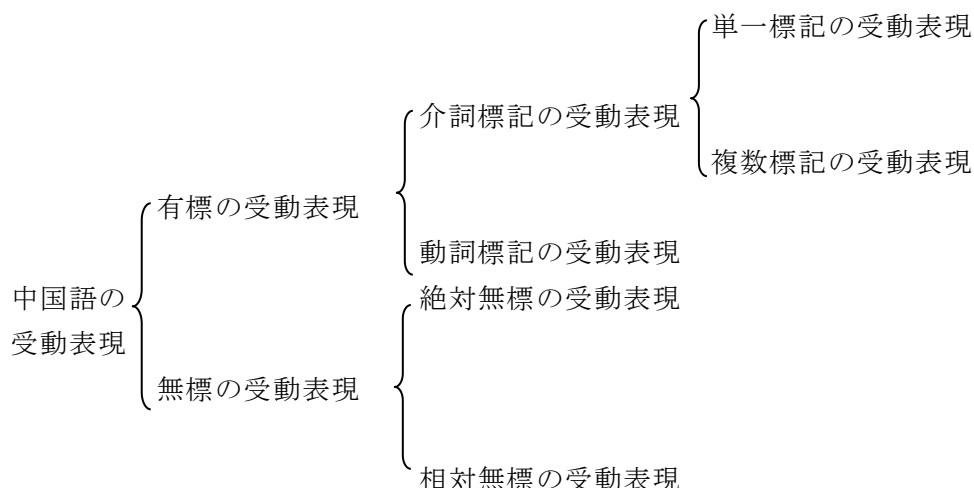 単一標記の受動表現
介詞標記の受動表現
複数標記の受動表現
有標の受動表現
動詞標記の受動表現
中国語の
受動表現
絶対無標の受動表現
無標の受動表現
相対無標の受動表現